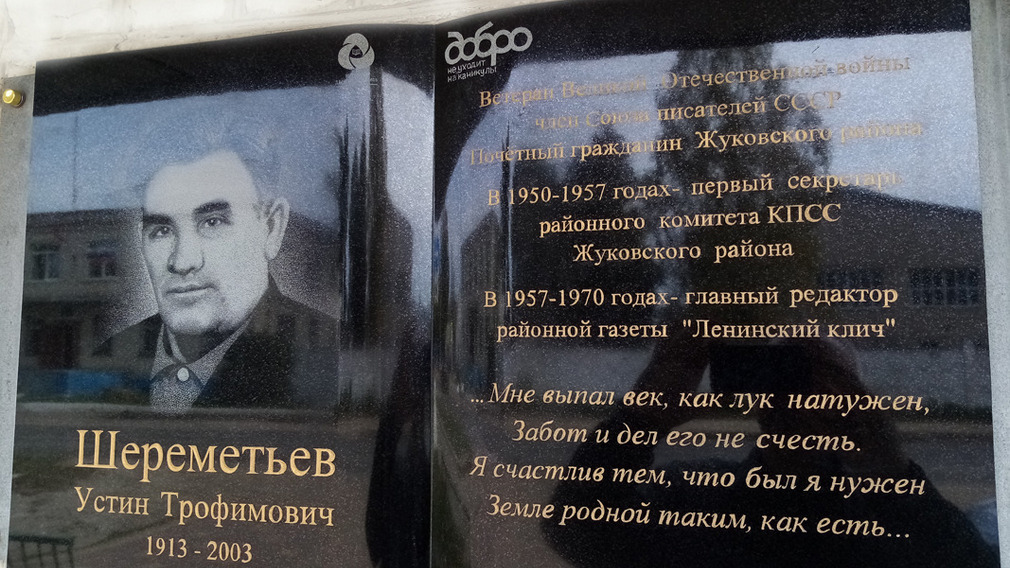 Шереметьев
Устин Трофимович
1913 - 2003
добро
не уходит
на каникулы
Ветеран Великой Отечественной войны
член Союза писателей СССР
Почётный гражданин Жуковского района
В 1950-1957 годах- первый секретарь
районного комитета КПСС
Жуковского района
В 1957-1970 годах- главный редактор
районной газеты "Ленинский клич"
...Мне выпал век, как лук натужен,
Забот и дел его не счесть.
Я счастлив тем, что был я нужен
Земле родной таким, как есть...